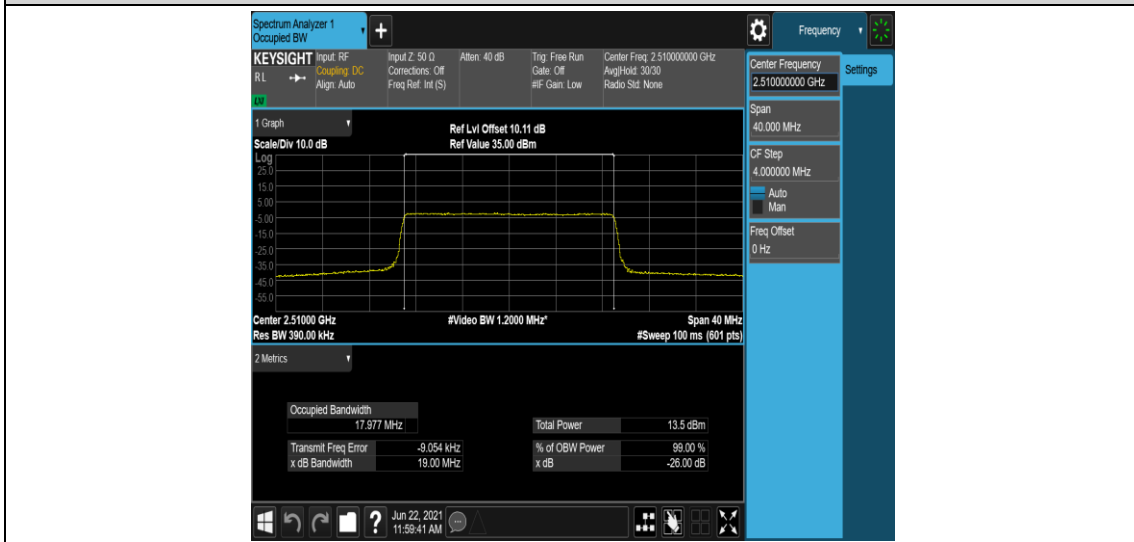 Spectrum Analyzer 1
Occupied BW
+
Frequency
KEYSIGHT Input: RF Input Z: 50 Ω Atten: 40 dB Trig: Free Run Center Freq: 2.510000000 GHz
RL Coupling: DC Corrections: Off Gate: Off Avg|Hold: 30/30
Align: Auto Freq Ref: Int (S) #IF Gain: Low Radio Std: None
Center Frequency
2.510000000 GHz
Settings
Span
40.000 MHz
CF Step
4.000000 MHz
Auto
Man
Freq Offset
0 Hz
1 Graph
Ref Lvl Offset 10.11 dB
Scale/Div 10.0 dB Ref Value 35.00 dBm
Log
25.0
15.0
5.00
-5.00
-15.0
-25.0
-35.0
-45.0
-55.0
Center 2.51000 GHz #Video BW 1.2000 MHz* Span 40 MHz
Res BW 390.00 kHz #Sweep 100 ms (601 pts)
2 Metrics
Occupied Bandwidth
17.977 MHz Total Power 13.5 dBm
Transmit Freq Error -9.054 kHz % of OBW Power 99.00 %
x dB Bandwidth 19.00 MHz x dB -26.00 dB
? Jun 22, 2021
11:59:41 AM